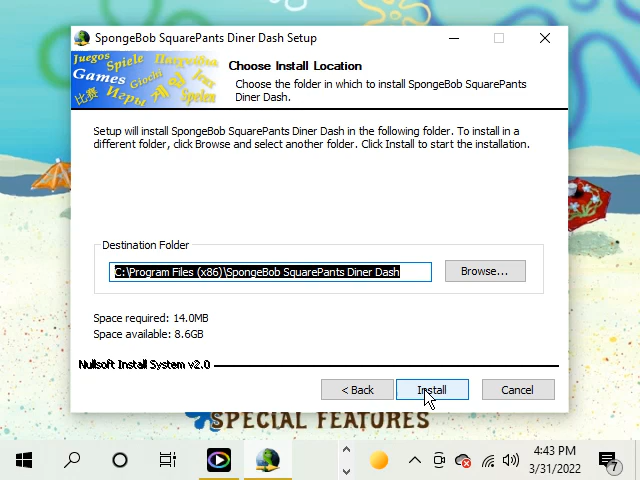 SpongeBob SquarePants Diner Dash Setup
Juegos Spiele
Games Giochi
Игры Spelen
Choose Install Location
Choose the folder in which to install SpongeBob SquarePants
Diner Dash.
Setup will install SpongeBob SquarePants Diner Dash in the following folder. To install in a
different folder, click Browse and select another folder. Click Install to start the installation.
Destination Folder
C:\Program Files (x86)\SpongeBob SquarePants Diner Dash
Browse...
Space required: 14.0MB
Space available: 8.6GB
Nullsoft Install System v2.0
< Back
Install
Cancel
SPECIAL FEATURES
4:43 PM
3/31/2022
7